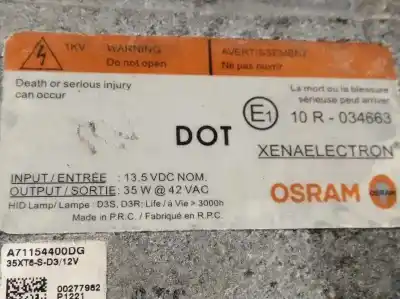 1KV
WARNING
Do not open
AVERTISSEMENT
Ne pas ouvrir
Death or serious injury
can occur
La mort ou la blessure
sérieuse peut arriver
E1
10 R - 034663
DOT
XENAELECTRON
INPUT / ENTRÉE : 13.5 VDC NOM.
OUTPUT / SORTIE: 35 W @ 42 VAC
HID Lamp / Lampe : D3S, D3R; Life / à Vie > 3000h
Made in P.R.C. / Fabriqué en R.P.C.
OSRAM
OSRAM
A71154400DG
35XT6-S-D3/12V
00277982
P1221